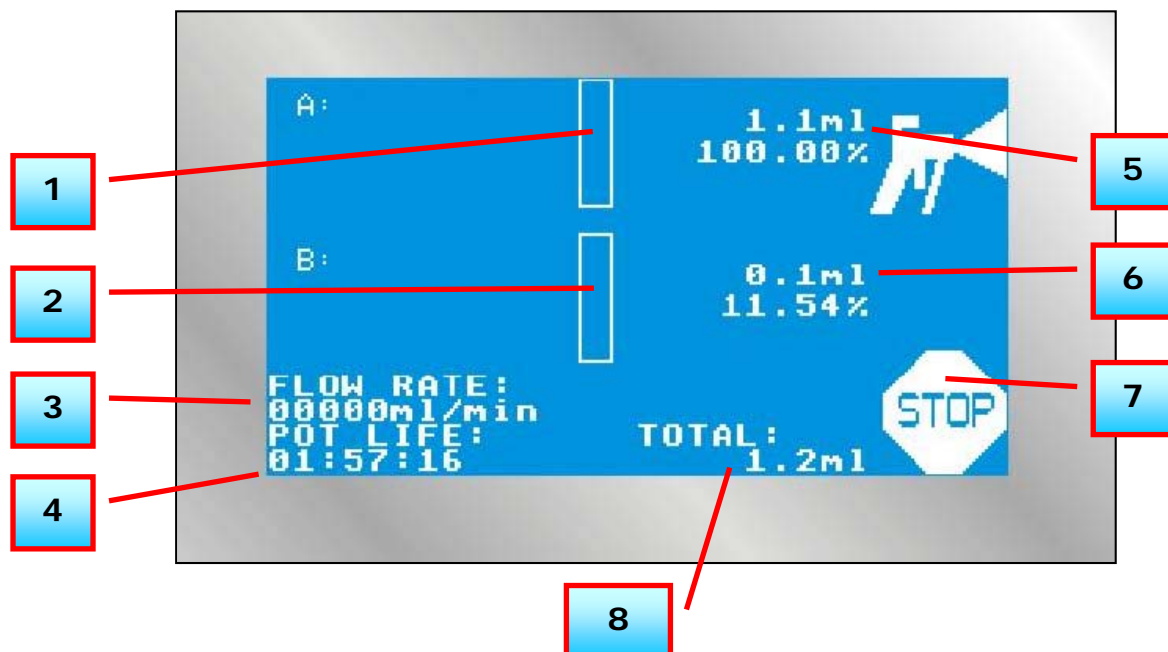 A:
1.1ml
100.00%
1
5
B:
0.1ml
11.54%
2
6
FLOW RATE:
00000ml/min
3
STOP
7
POT LIFE:
01:57:16
4
TOTAL:
1.2ml
8